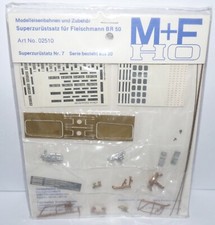 Modelleisenbahnen und Zubehör
Superzurüstsatz für Fleischmann BR 50
Art No. 02510
Superzurüstsatz Nr. 7
M+F
HO